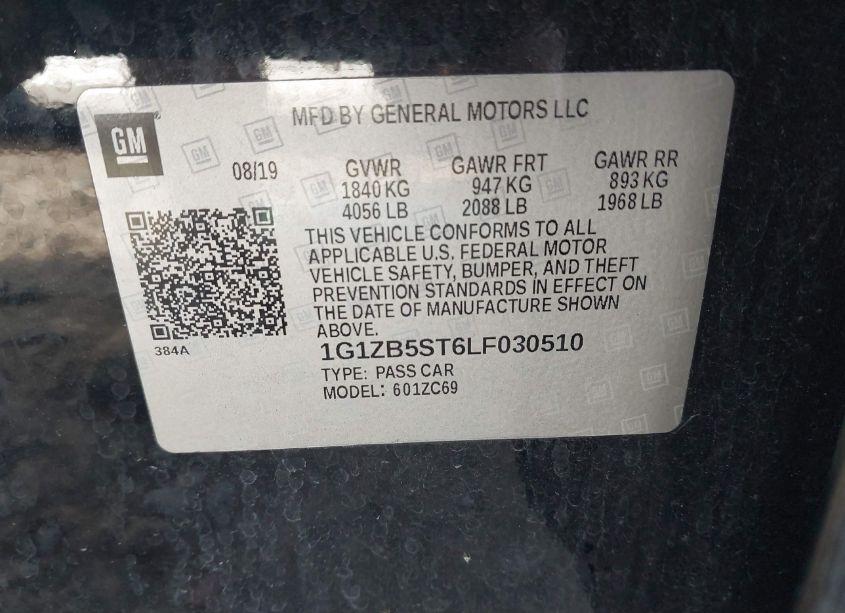 GM
MFD BY GENERAL MOTORS LLC
08/19 GVWR GAWR FRT GAWR RR
1840 KG 947 KG 893 KG
4056 LB 2088 LB 1968 LB
THIS VEHICLE CONFORMS TO ALL
APPLICABLE U.S. FEDERAL MOTOR
VEHICLE SAFETY, BUMPER, AND THEFT
PREVENTION STANDARDS IN EFFECT ON
THE DATE OF MANUFACTURE SHOWN
ABOVE.
384A
1G1ZB5ST6LF030510
TYPE: PASS CAR
MODEL: 601ZC69